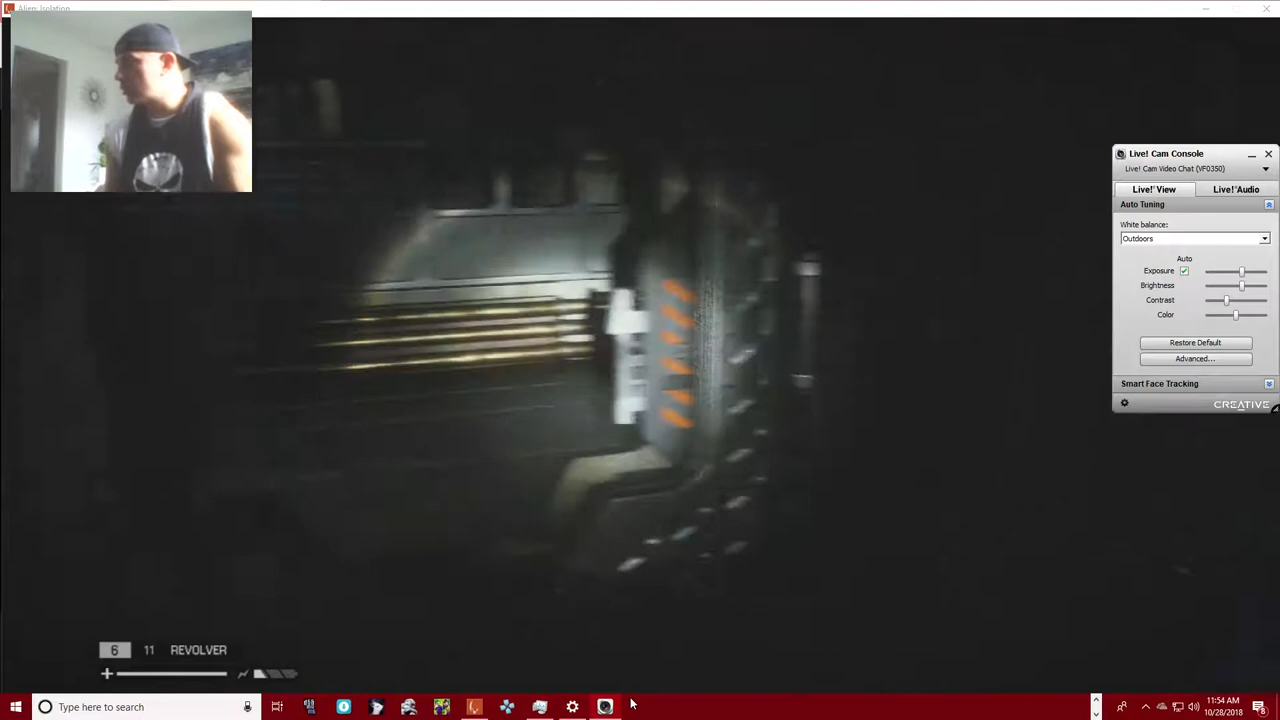 Alien: Isolation
Live! Cam Console
Live! Cam Video Chat (VF0350)
Live! View
Live! Audio
Auto Tuning
White balance:
Outdoors
Auto
Exposure
Brightness
Contrast
Color
Restore Default
Advanced...
Smart Face Tracking
CREATIVE
6 11 REVOLVER
Type here to search
11:54 AM
10/28/2018
8